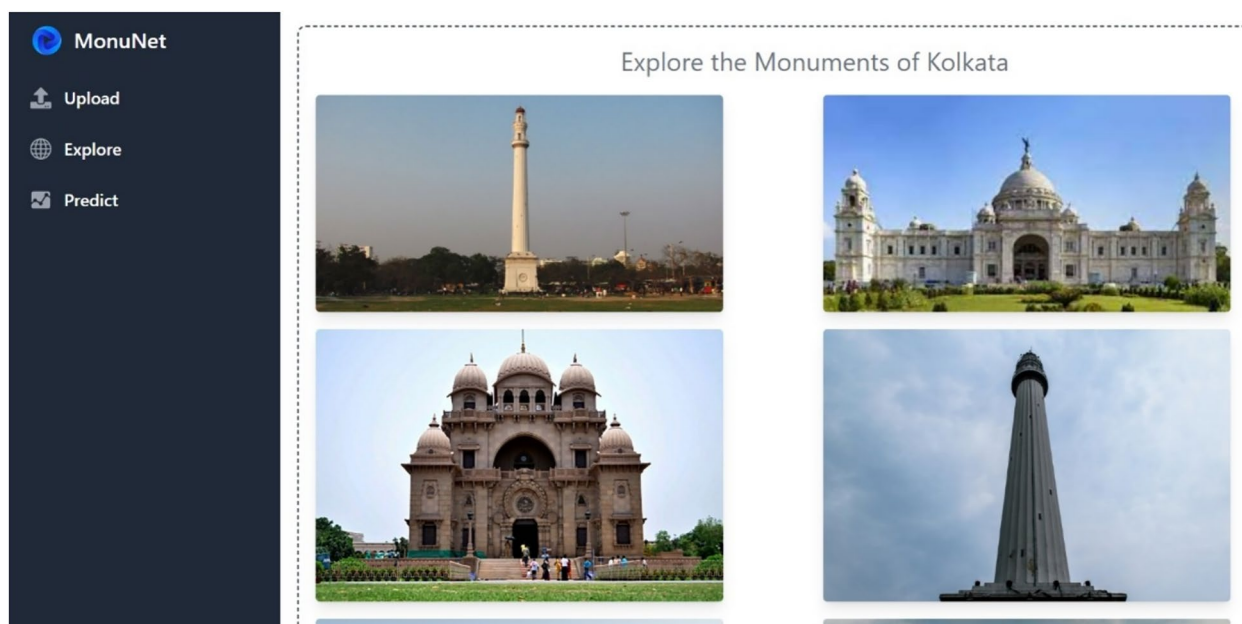 MonuNet
Upload
Explore
Predict
Explore the Monuments of Kolkata